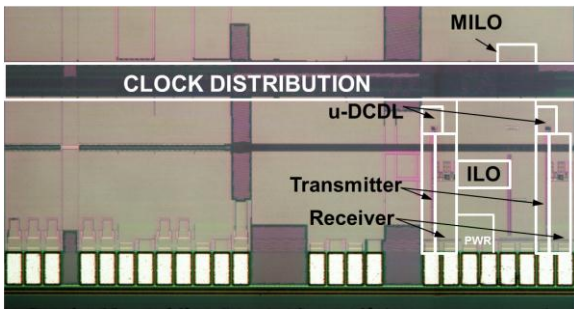 MILO
CLOCK DISTRIBUTION
u-DCDL
ILO
Transmitter
Receiver
PWR